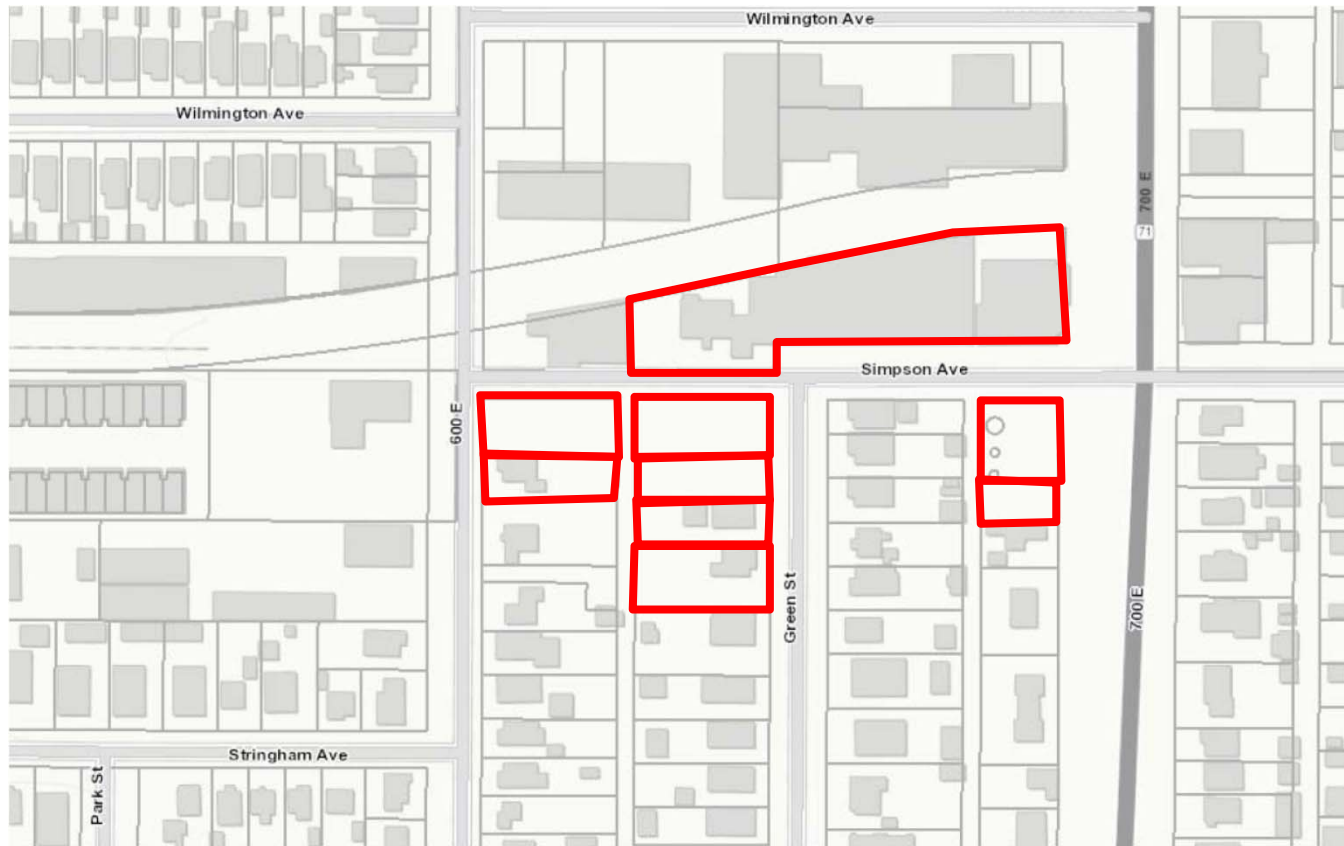 Wilmington Ave
Wilmington Ave
700 E
71
Simpson Ave
600 E
Green St
700 E
Stringham Ave
Park St